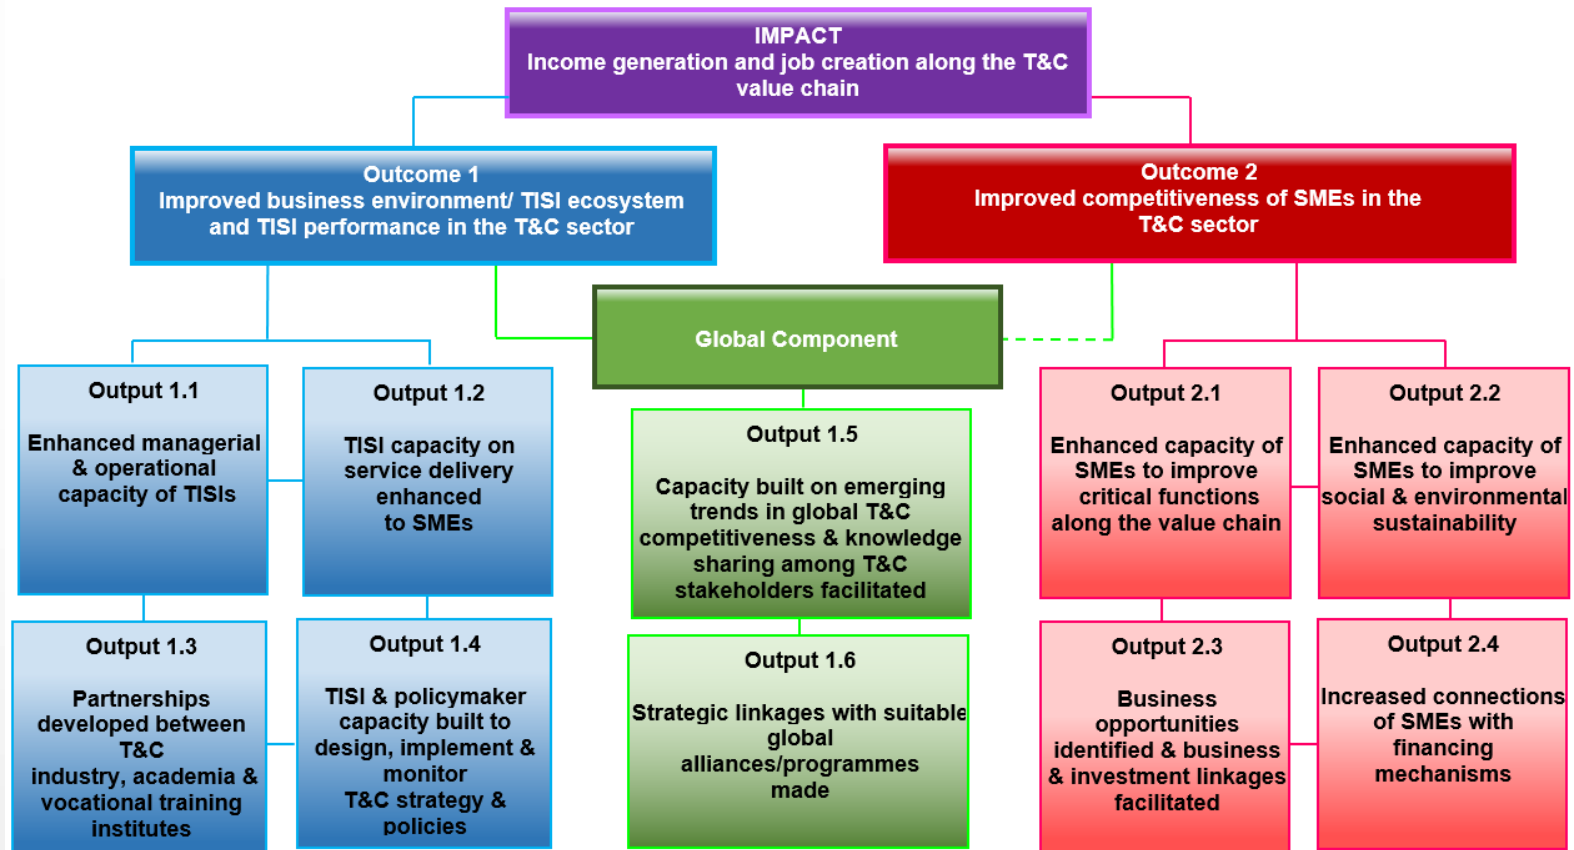 IMPACT
Income generation and job creation along the T&C
value chain
Outcome 1
Improved business environment/ TISI ecosystem
and TISI performance in the T&C sector
Outcome 2
Improved competitiveness of SMEs in the
T&C sector
Global Component
Output 1.1
Enhanced managerial
& operational
capacity of TISIs
Output 1.2
TISI capacity on
service delivery
enhanced
to SMEs
Output 1.5
Capacity built on emerging
trends in global T&C
competitiveness & knowledge
sharing among T&C
stakeholders facilitated
Output 2.1
Enhanced capacity of
SMEs to improve
critical functions
along the value chain
Output 2.2
Enhanced capacity of
SMEs to improve
social & environmental
sustainability
Output 1.3
Partnerships
developed between
T&C
industry, academia &
vocational training
institutes
Output 1.4
TISI & policymaker
capacity built to
design, implement &
monitor
T&C strategy &
policies
Output 1.6
Strategic linkages with suitable
global
alliances/programmes
made
Output 2.3
Business
opportunities
identified & business
& investment linkages
facilitated
Output 2.4
Increased connections
of SMEs with
financing
mechanisms